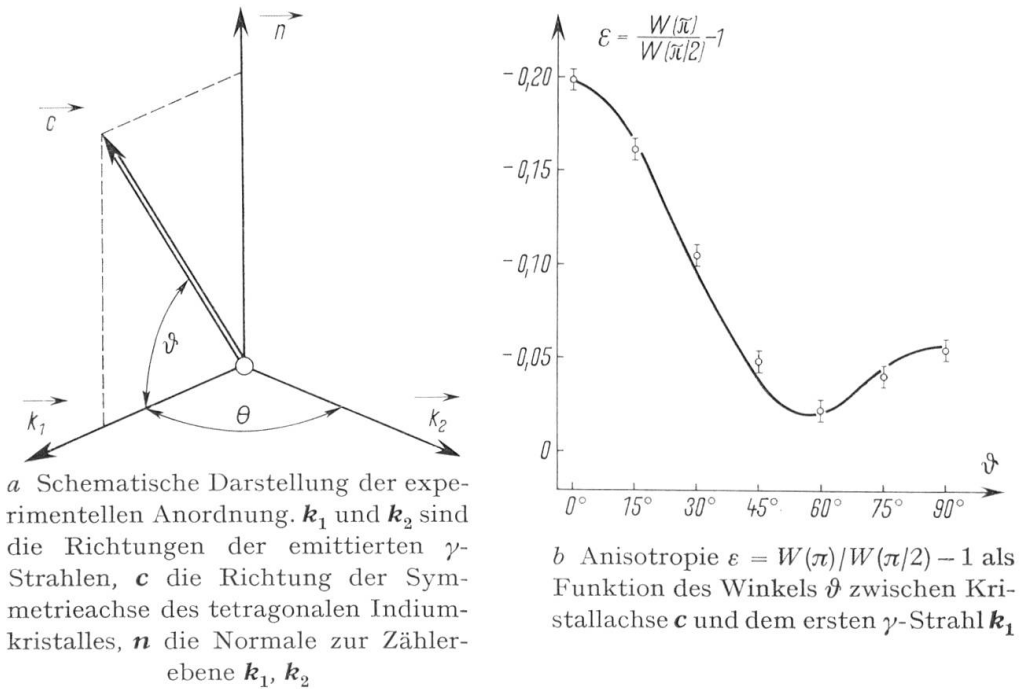 n
c
ϑ
k₁
θ
k₂
a Schematische Darstellung der expe-
rimentellen Anordnung. k₁ und k₂ sind
die Richtungen der emittierten γ-
Strahlen, c die Richtung der Sym-
metrieachse des tetragonalen Indium-
kristalles, n die Normale zur Zähler-
ebene k₁, k₂
ε = W(π)/W(π/2) -1
-0,20
-0,15
-0,10
-0,05
0
ϑ
0° 15° 30° 45° 60° 75° 90°
b Anisotropie ε = W(π)/W(π/2) – 1 als
Funktion des Winkels ϑ zwischen Kri-
stallachse c und dem ersten γ-Strahl k₁